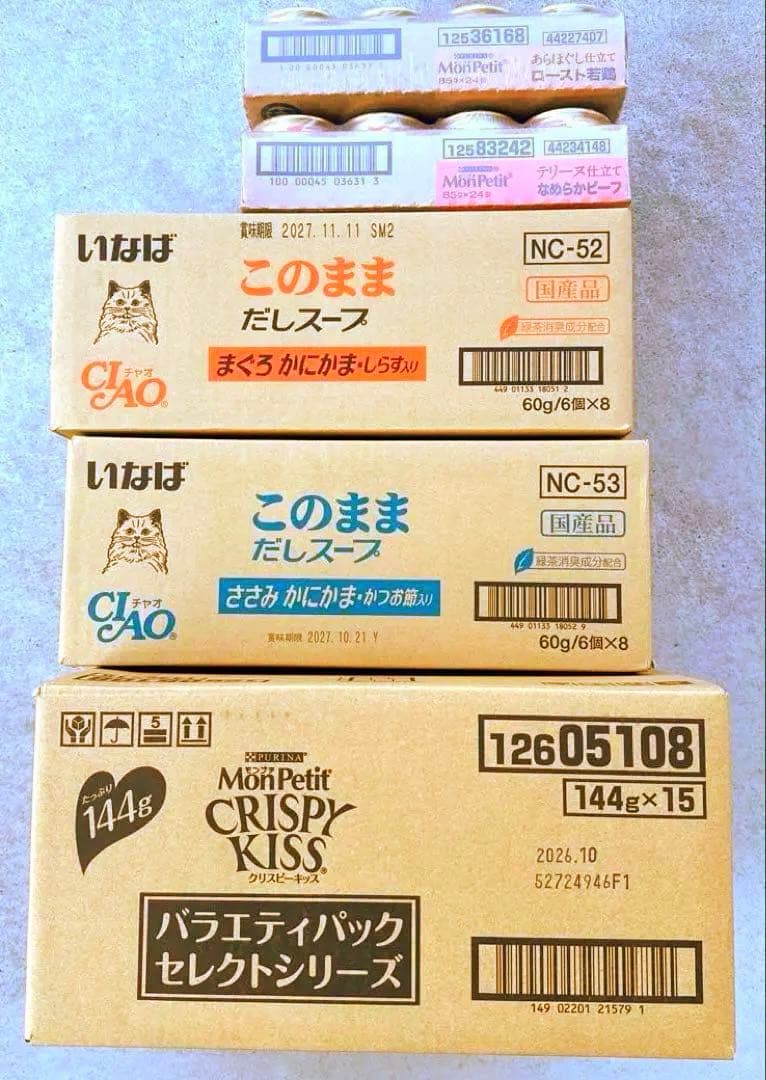 12536168
44227407
PURINA
MonPetit
85g×24缶
あらほぐし仕立て
ロースト若鶏
12583242
44234148
100 00045 03631 3
PURINA
MonPetit
85g×24缶
テリーヌ仕立て
なめらかビーフ
賞味期限 2027.11.11 SM2
いなば
NC-52
このまま
だしスープ
国産品
緑茶消臭成分配合
CIAO チャオ
まぐろ かにかま・しらす入り
449 01133 18051 2
60g/6個×8
いなば
NC-53
このまま
だしスープ
国産品
緑茶消臭成分配合
CIAO チャオ
ささみ かにかま・かつお節入り
449 01133 18052 9
賞味期限 2027.10.21 Y
60g/6個×8
5
12605108
144g×15
たっぷり
144g
PURINA
モンプチ
MonPetit
CRISPY
KISS
クリスピーキッス
2026.10
52724946F1
バラエティパック
セレクトシリーズ
149 02201 21579 1